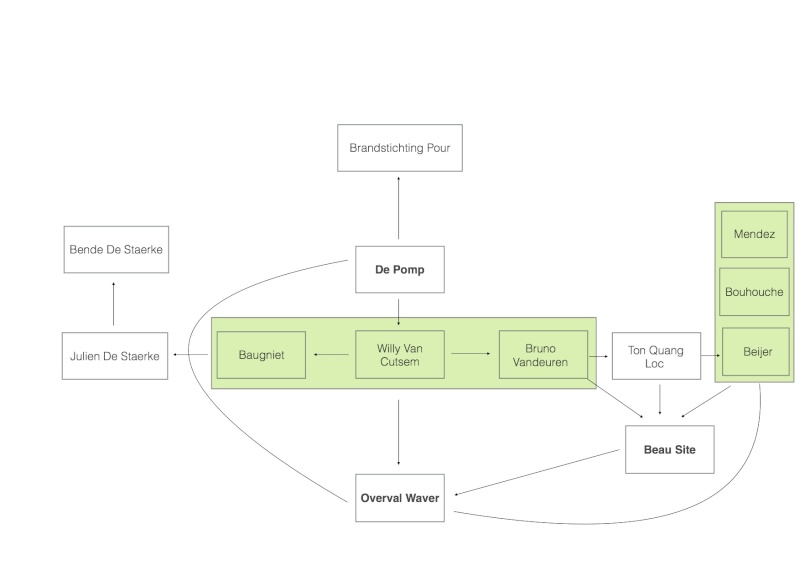 Brandstichting Pour
Mendez
Bende De Staerke
De Pomp
Bouhouche
Julien De Staerke
Baugniet
Willy Van
Cutsem
Bruno
Vandeuren
Ton Quang
Loc
Beijer
Beau Site
Overval Waver